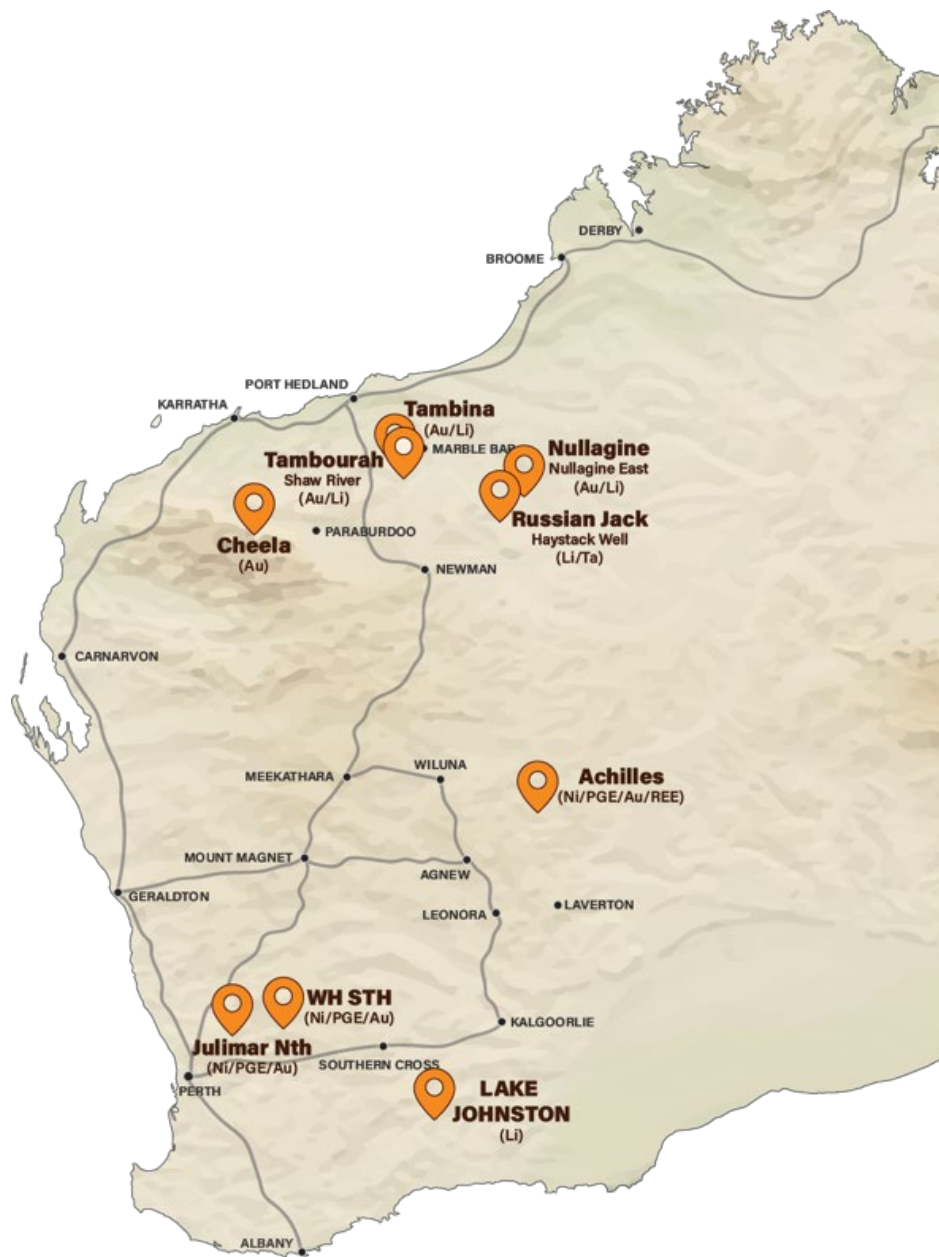 DERBY
BROOME
PORT HEDLAND
KARRATHA
Tambina
(Au/Li)
MARBLE BAR
Tambourah
Shaw River
(Au/Li)
Nullagine
Nullagine East
(Au/Li)
Russian Jack
Haystack Well
(Li/Ta)
PARABURDOO
Cheela
(Au)
NEWMAN
CARNARVON
MEEKATHARA
WILUNA
Achilles
(Ni/PGE/Au/REE)
MOUNT MAGNET
AGNEW
GERALDTON
LEONORA
LAVERTON
WH STH
(Ni/PGE/Au)
KALGOORLIE
Julimar Nth
(Ni/PGE/Au)
SOUTHERN CROSS
PERTH
LAKE
JOHNSTON
(Li)
ALBANY